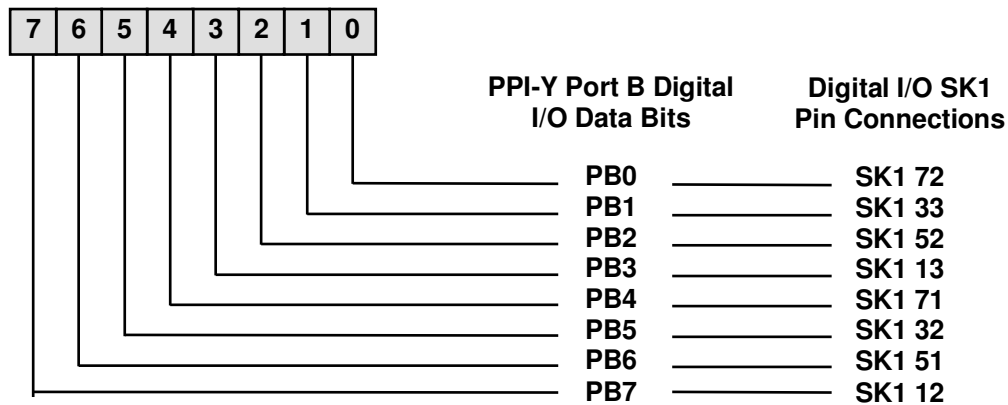 7 6 5 4 3 2 1 0
PPI-Y Port B Digital I/O Data Bits
Digital I/O SK1 Pin Connections
PB0 SK1 72
PB1 SK1 33
PB2 SK1 52
PB3 SK1 13
PB4 SK1 71
PB5 SK1 32
PB6 SK1 51
PB7 SK1 12